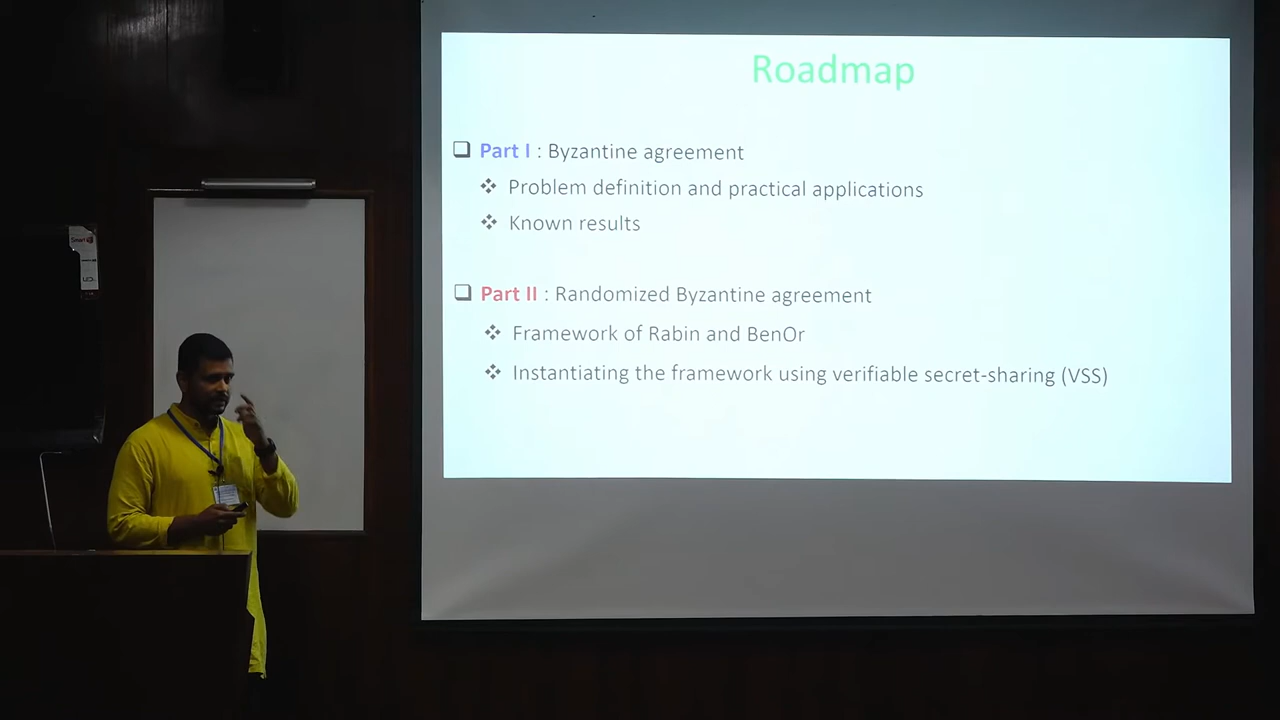 Roadmap
Part I : Byzantine agreement
Problem definition and practical applications
Known results
Part II : Randomized Byzantine agreement
Framework of Rabin and BenOr
Instantiating the framework using verifiable secret-sharing (VSS)
Smart